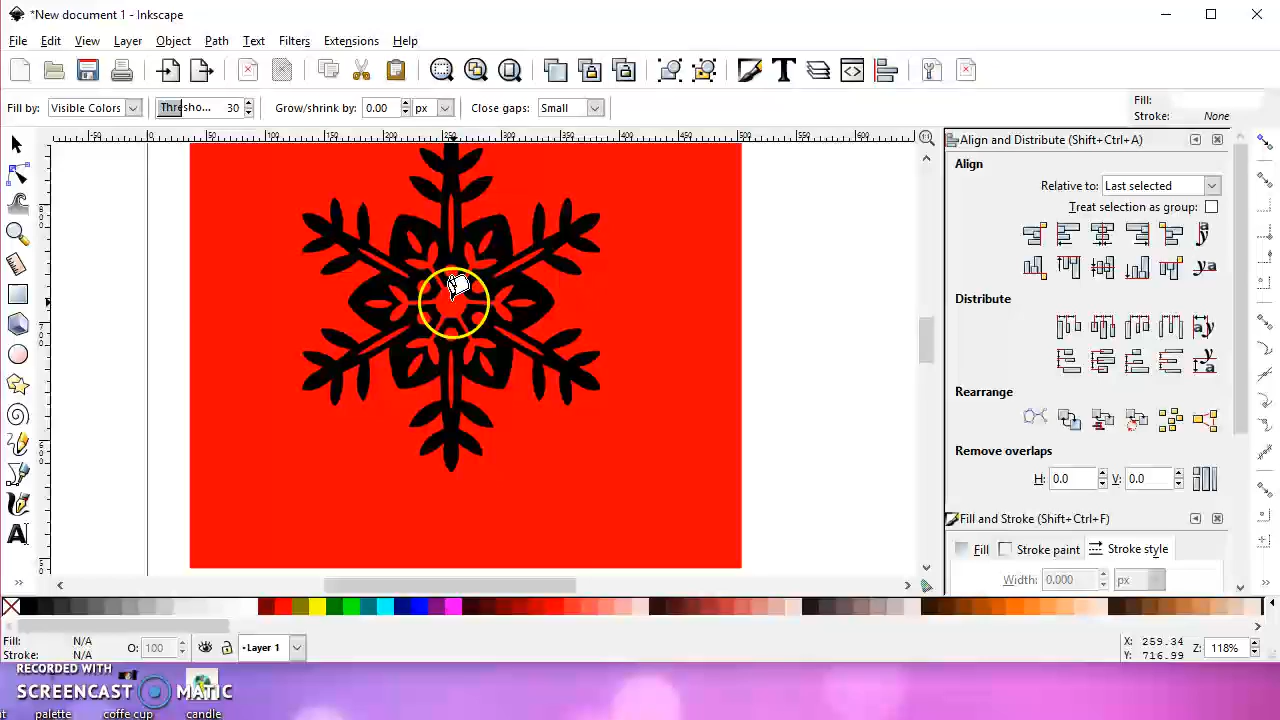 *New document 1 - Inkscape
File Edit View Layer Object Path Text Filters Extensions Help
Fill by: Visible Colors Thresho... 30 Grow/shrink by: 0.00 px Close gaps: Small
Fill:
Stroke: None
Align and Distribute (Shift+Ctrl+A)
Align
Relative to: Last selected
Treat selection as group:
Distribute
Rearrange
Remove overlaps
H: 0.0 V: 0.0
Fill and Stroke (Shift+Ctrl+F)
Fill Stroke paint Stroke style
Width: 0.000 px
Fill: N/A
Stroke: N/A
O: 100
Layer 1
X: 259.34
Y: 716.99
Z: 118%
RECORDED WITH
SCREENCAST MATIC
palette coffe cup candle